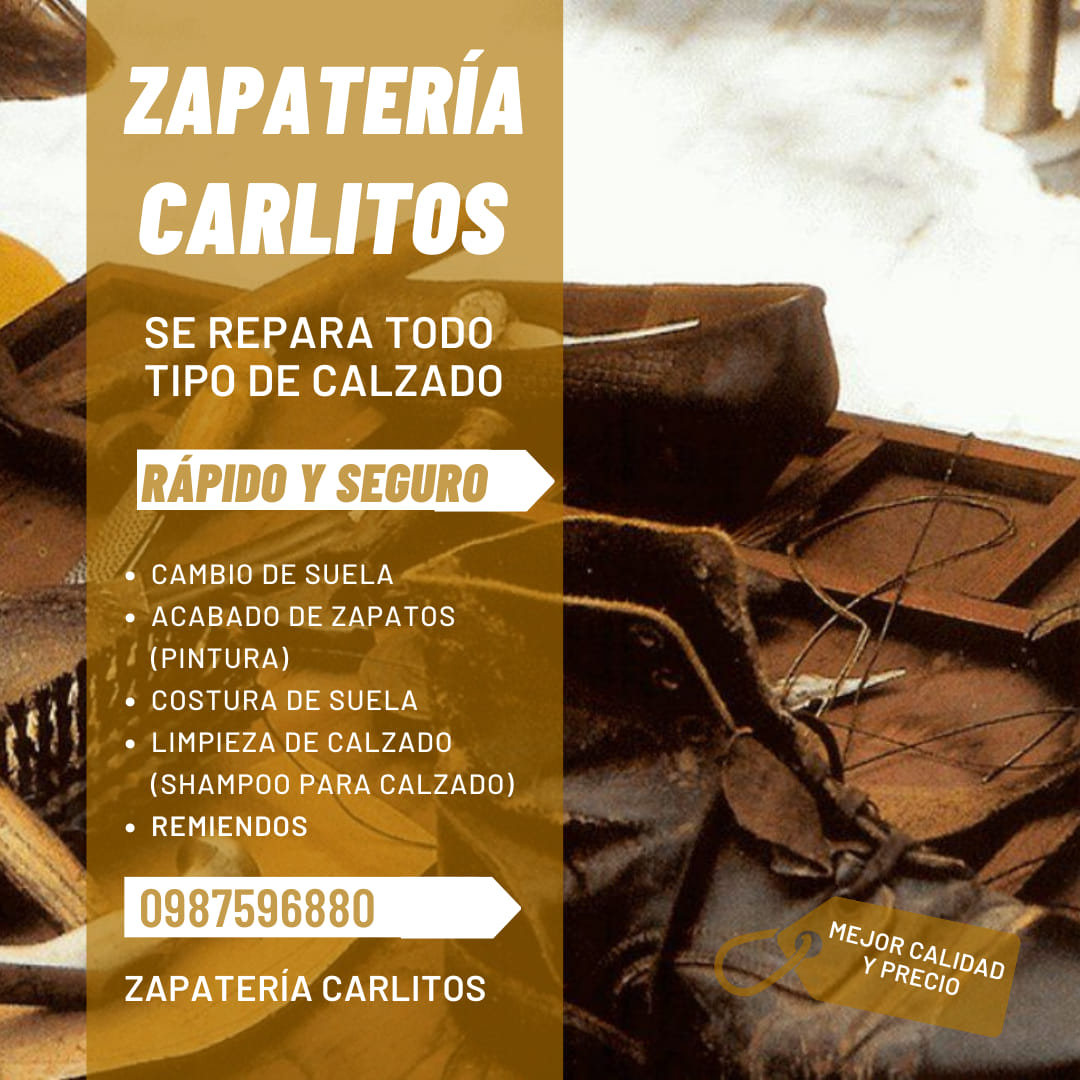 ZAPATERÍA
CARLITOS
SE REPARA TODO
TIPO DE CALZADO
RÁPIDO Y SEGURO
• CAMBIO DE SUELA
• ACABADO DE ZAPATOS
(PINTURA)
• COSTURA DE SUELA
• LIMPIEZA DE CALZADO
(SHAMPOO PARA CALZADO)
• REMIENDOS
0987596880
ZAPATERÍA CARLITOS
MEJOR CALIDAD
Y PRECIO